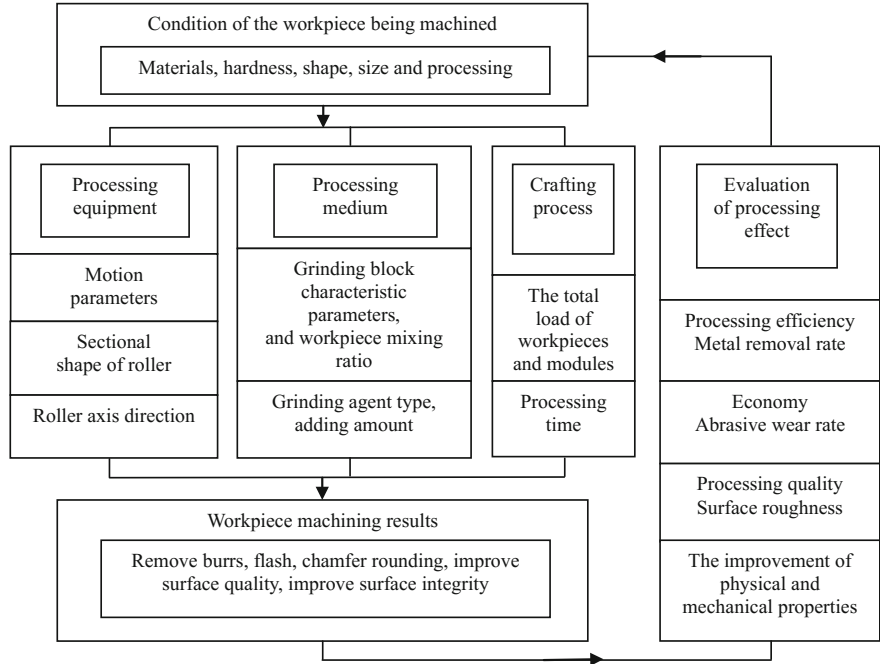 Condition of the workpiece being machined
Materials, hardness, shape, size and processing
Processing
equipment
Motion
parameters
Sectional
shape of roller
Roller axis direction
Processing
medium
Grinding block
characteristic
parameters,
and workpiece mixing
ratio
Grinding agent type,
adding amount
Crafting
process
The total
load of
workpieces
and modules
Processing
time
Evaluation
of processing
effect
Processing efficiency
Metal removal rate
Economy
Abrasive wear rate
Processing quality
Surface roughness
The improvement of
physical and
mechanical properties
Workpiece machining results
Remove burrs, flash, chamfer rounding, improve
surface quality, improve surface integrity